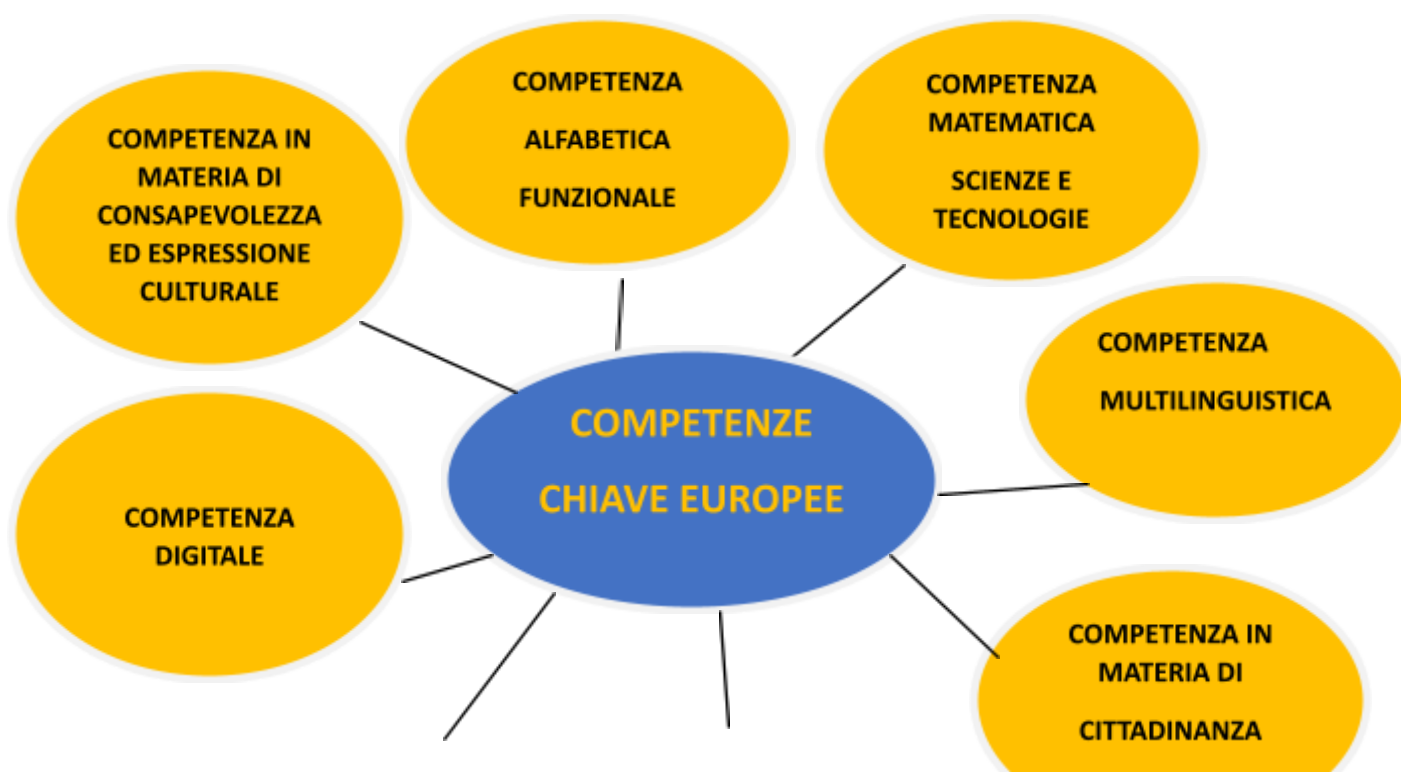 COMPETENZA IN
MATERIA DI
CONSAPEVOLEZZA
ED ESPRESSIONE
CULTURALE
COMPETENZA
ALFABETICA
FUNZIONALE
COMPETENZA
MATEMATICA
SCIENZE E
TECNOLOGIE
COMPETENZA
MULTILINGUISTICA
COMPETENZE
CHIAVE EUROPEE
COMPETENZA
DIGITALE
COMPETENZA IN
MATERIA DI
CITTADINANZA